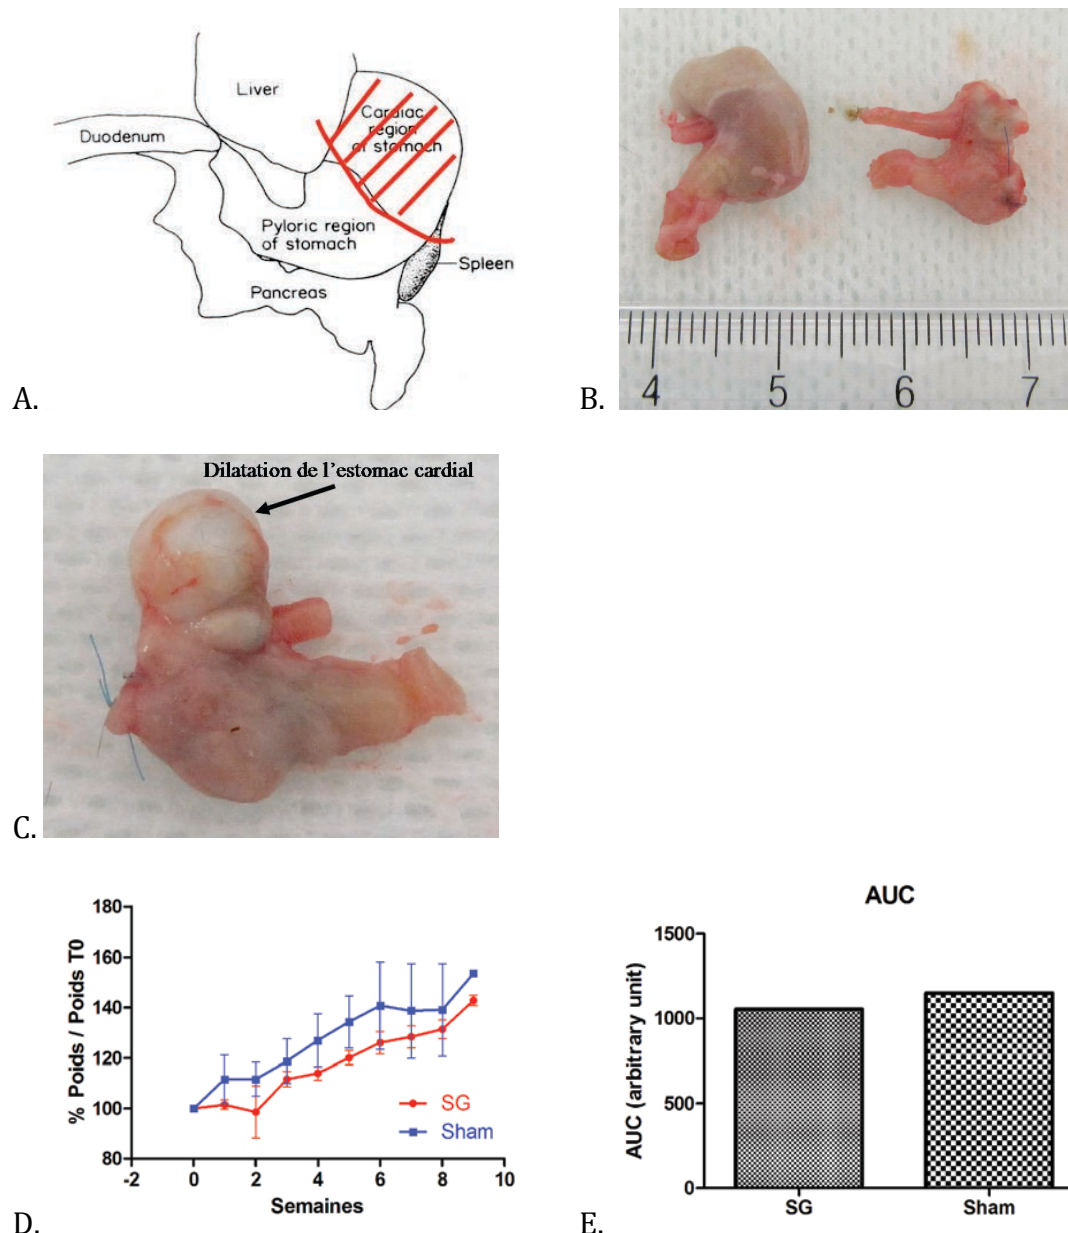 Liver
Cardiac
region
of stomach
Duodenum
Pyloric region
of stomach
Spleen
Pancreas
A.
4 5 6 7
B.
Dilatation de l'estomac cardial
C.
180
160
140
120
100
80
% Poids / Poids T0
-2 0 2 4 6 8 10
Semaines
SG
Sham
D.
AUC
1500
1000
500
0
AUC (arbitrary unit)
SG Sham
E.